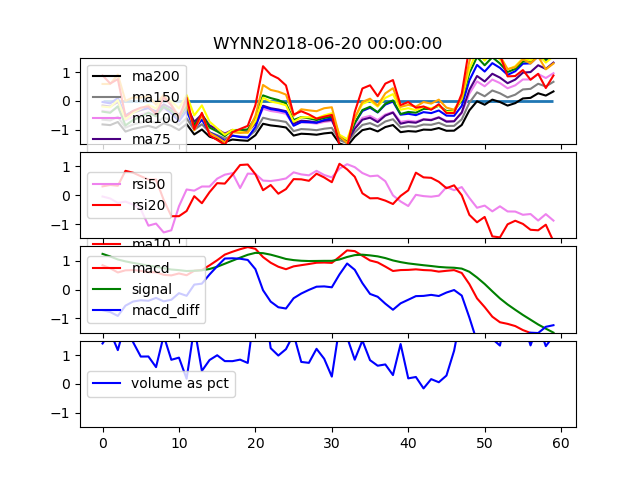 WYNN2018-06-20 00:00:00
1
0
−1
ma200
ma150
ma100
ma75
1
0
−1
rsi50
rsi20
ma10
1
0
−1
macd
signal
macd_diff
1
0
−1
volume as pct
0 10 20 30 40 50 60